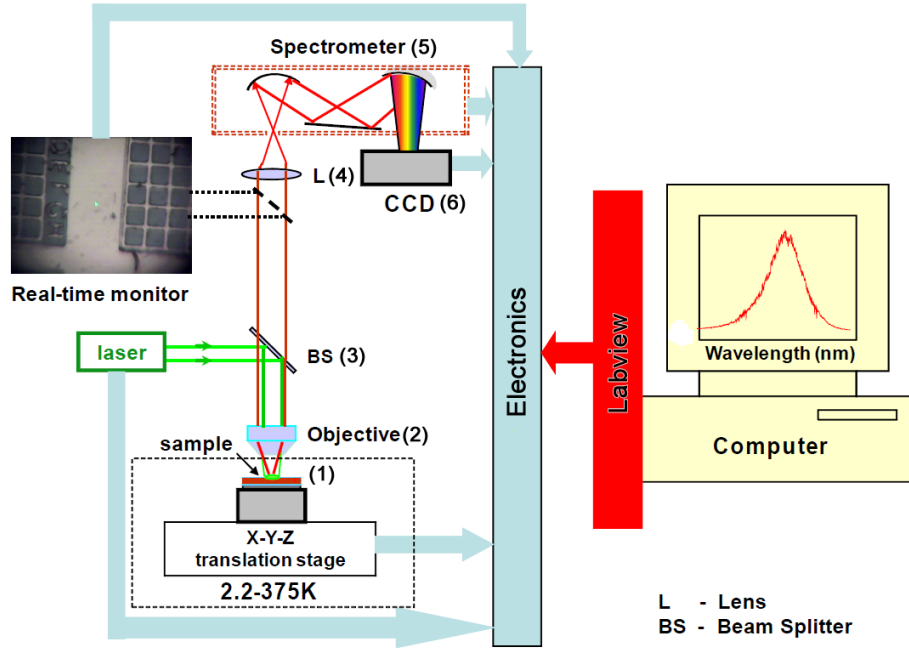 Spectrometer (5)
L (4)
CCD (6)
Real-time monitor
laser
BS (3)
Objective (2)
sample
(1)
X-Y-Z
translation stage
2.2-375K
Electronics
Labview
Wavelength (nm)
Computer
L - Lens
BS - Beam Splitter